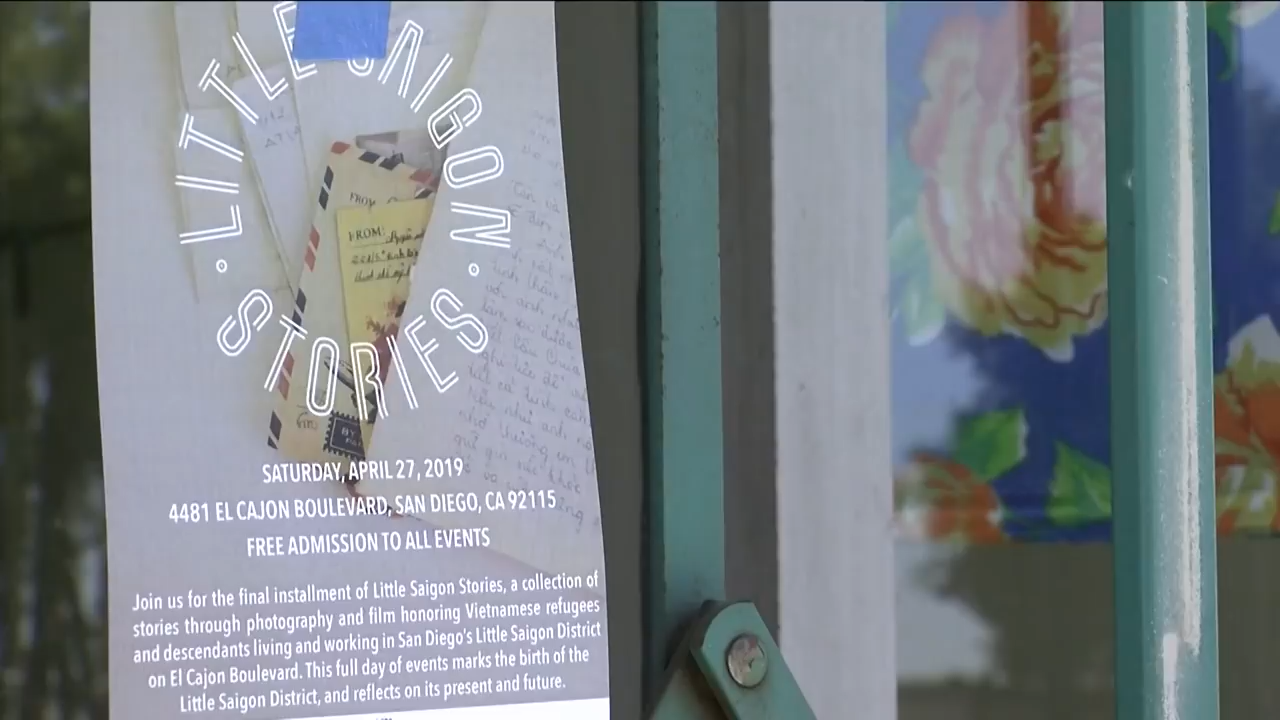 LITTLE SAIGON
STORIES
FROM:
SATURDAY, APRIL 27, 2019
4481 EL CAJON BOULEVARD, SAN DIEGO, CA 92115
FREE ADMISSION TO ALL EVENTS
Join us for the final installment of Little Saigon Stories, a collection of
stories through photography and film honoring Vietnamese refugees
and descendants living and working in San Diego's Little Saigon District
on El Cajon Boulevard. This full day of events marks the birth of the
Little Saigon District, and reflects on its present and future.